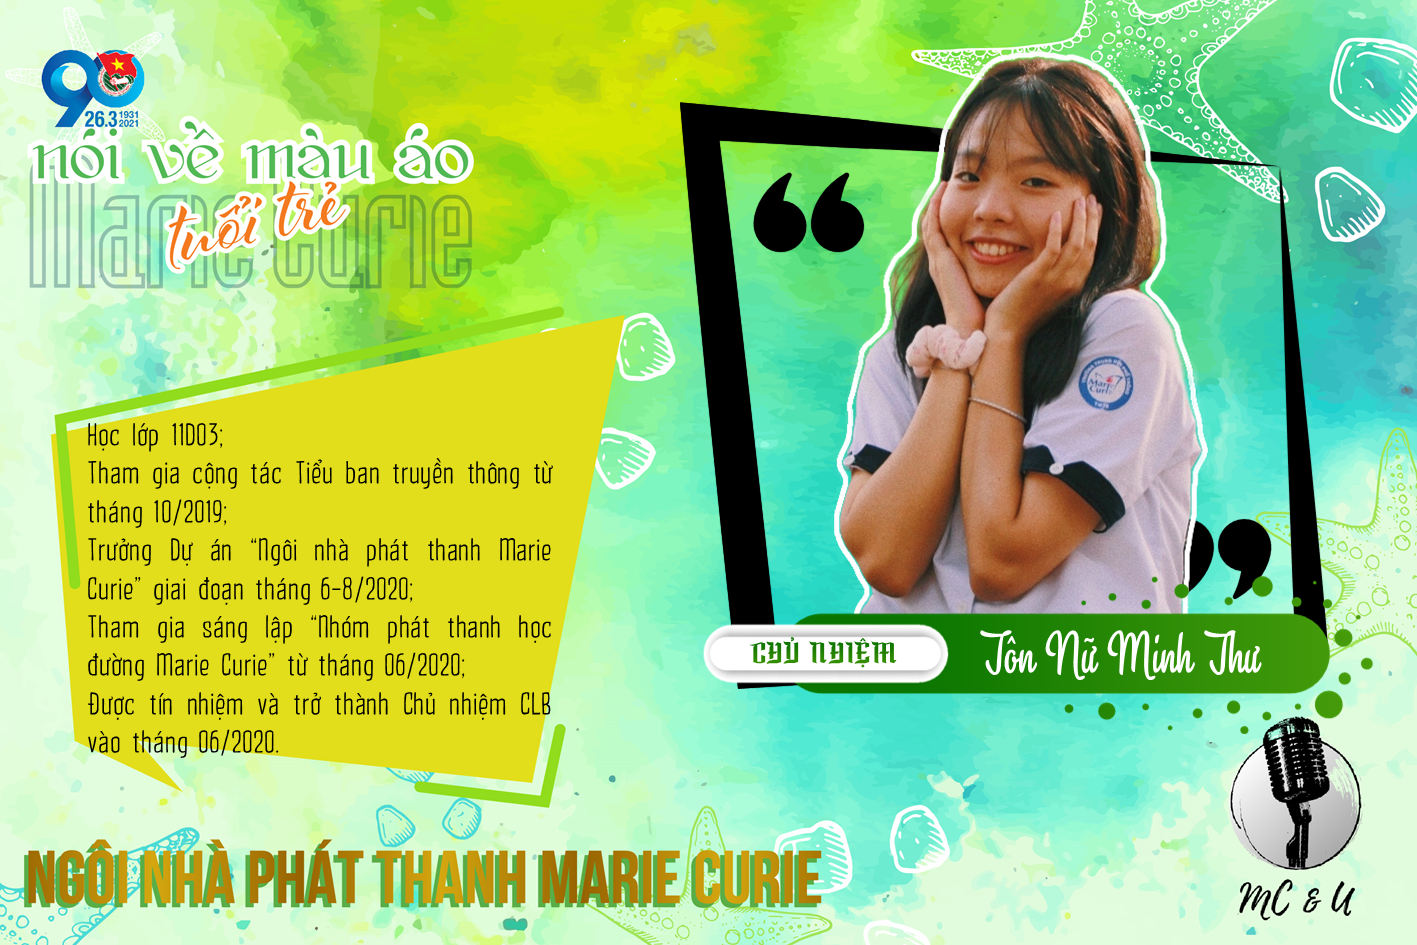 90
26.3 1931
2021
nói về màu áo
tuổi trẻ
Marie Curie
Học lớp 11D03;
Tham gia cộng tác Tiểu ban truyền thông từ
tháng 10/2019;
Trưởng Dự án “Ngôi nhà phát thanh Marie
Curie” giai đoạn tháng 6-8/2020;
Tham gia sáng lập “Nhóm phát thanh học
đường Marie Curie” từ tháng 06/2020;
Được tín nhiệm và trở thành Chủ nhiệm CLB
vào tháng 06/2020.
Marie
Curie
CHỦ NHIỆM
Tôn Nữ Minh Thư
NGÔI NHÀ PHÁT THANH MARIE CURIE
MC & U